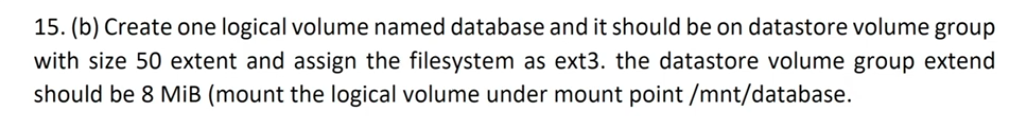 15. (b) Create one logical volume named database and it should be on datastore volume group
with size 50 extent and assign the filesystem as ext3. the datastore volume group extend
should be 8 MiB (mount the logical volume under mount point /mnt/database.